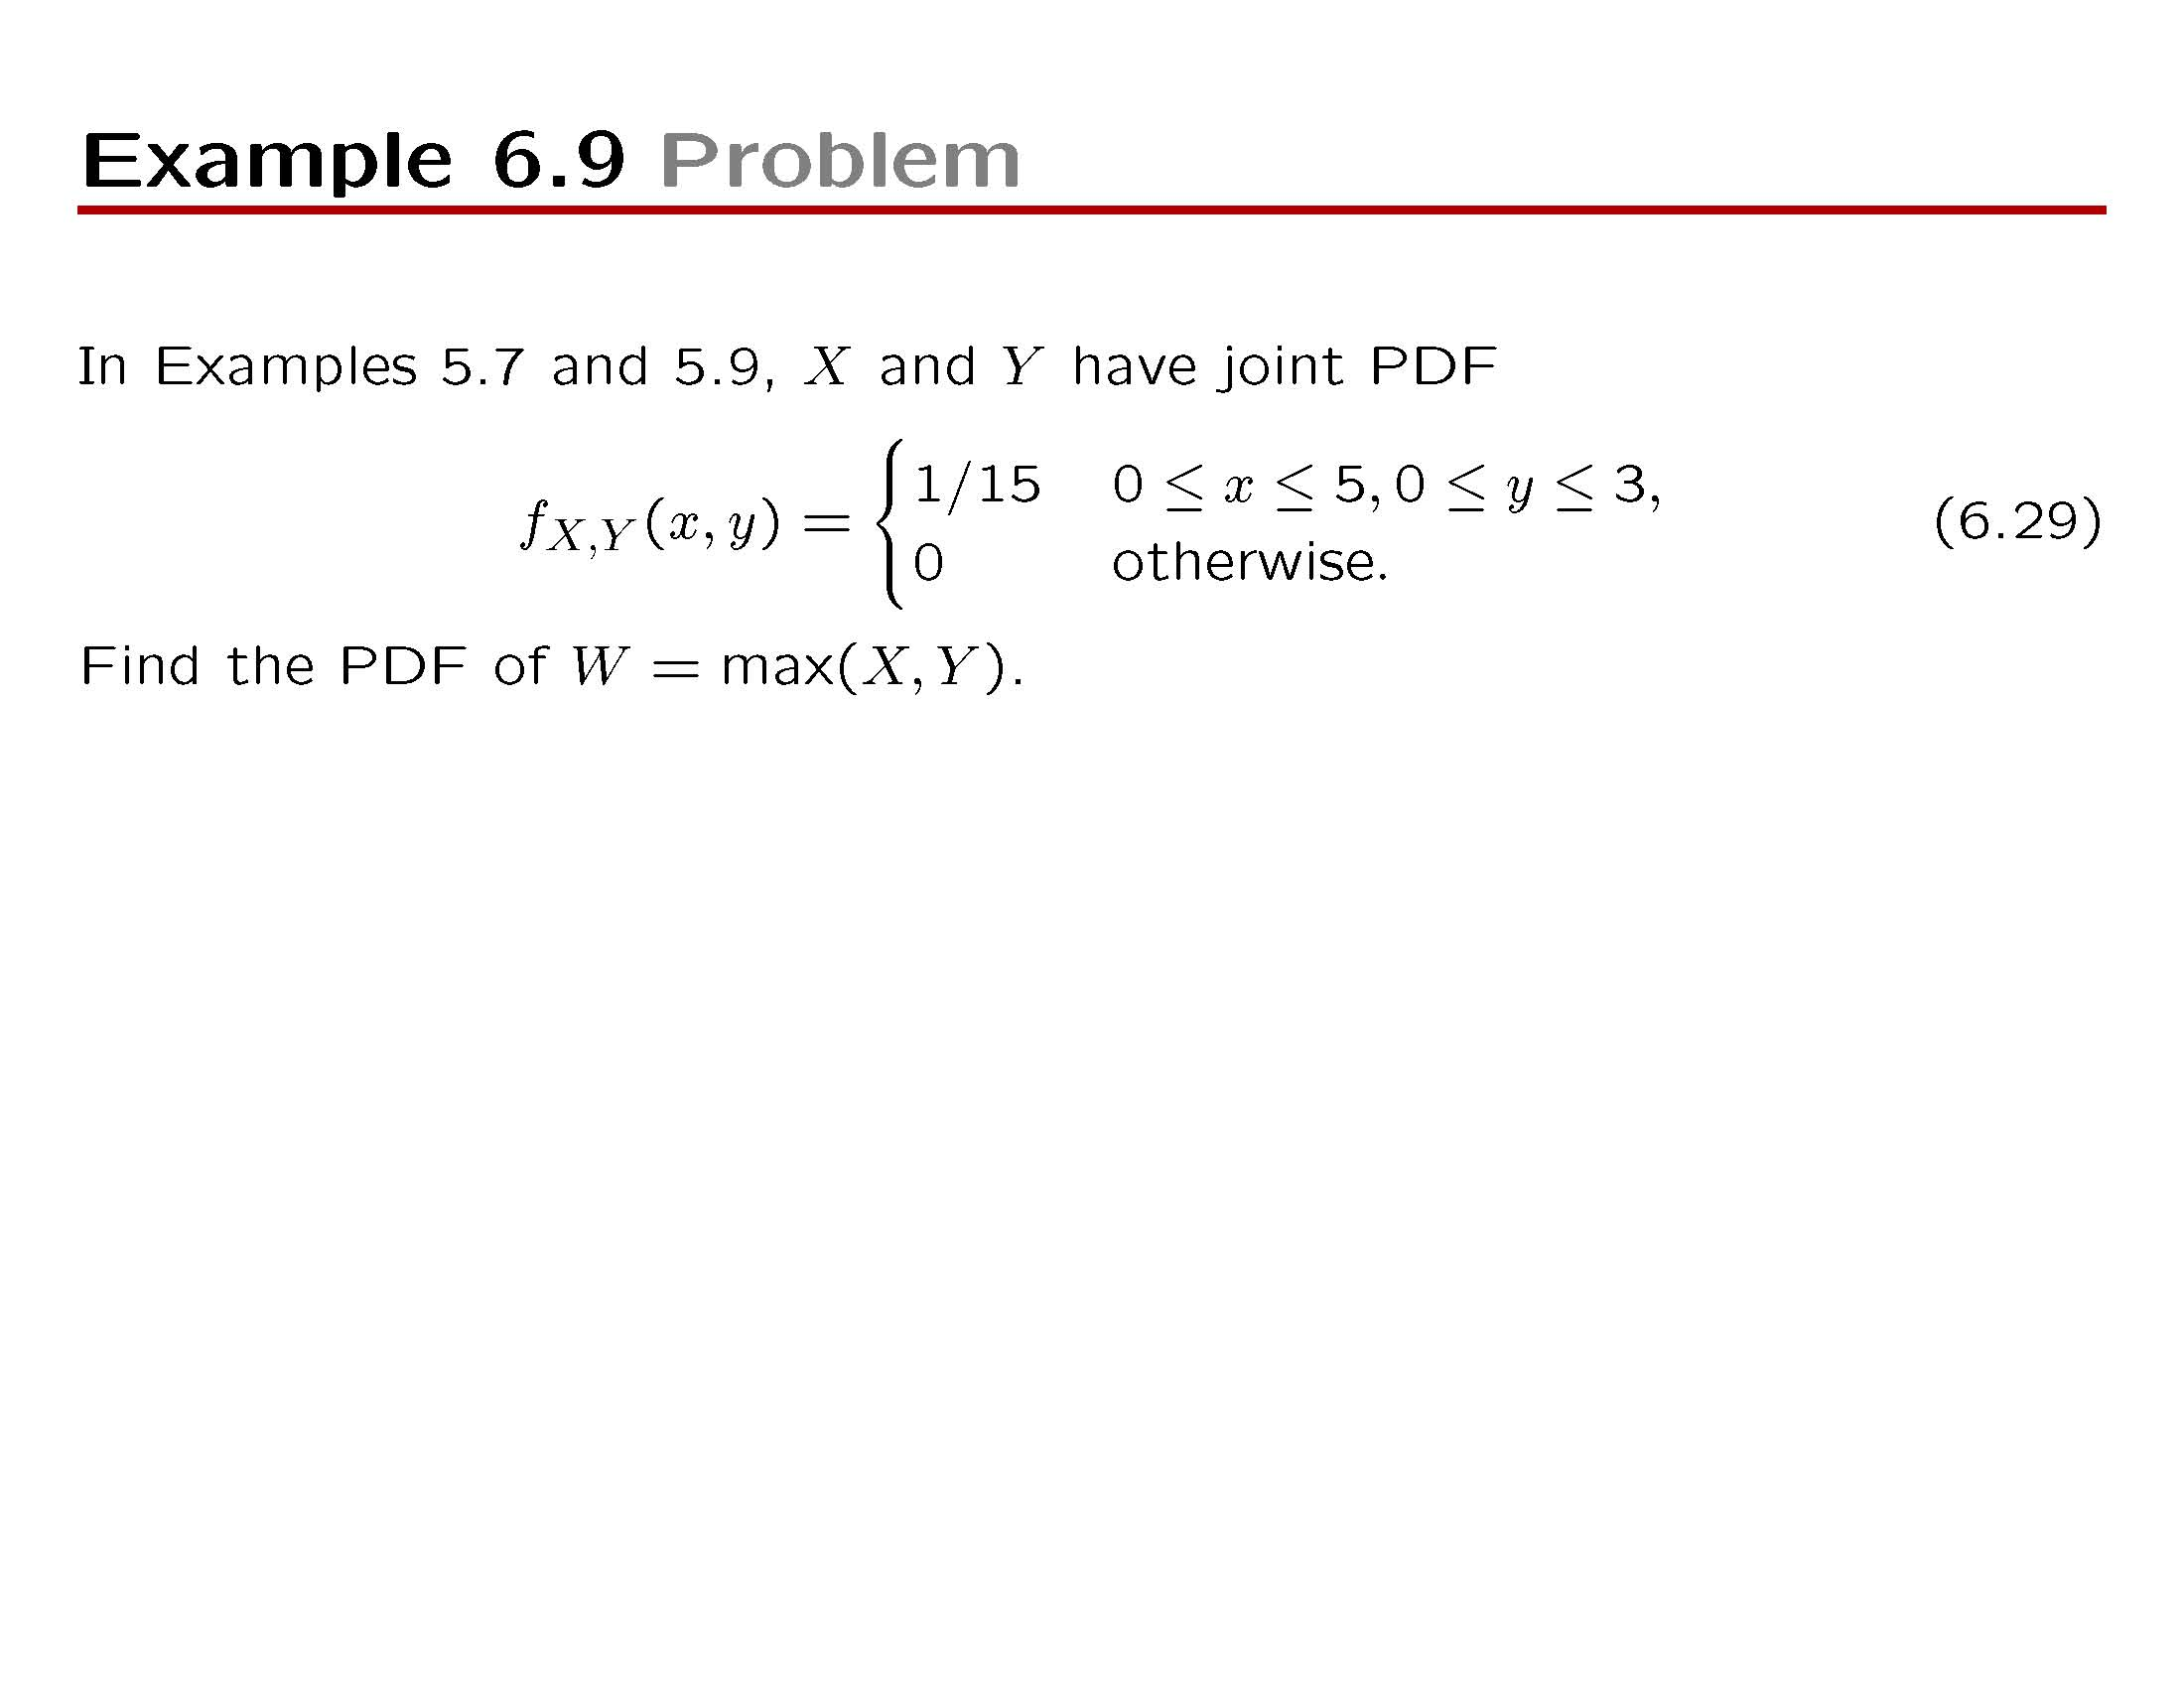 Example 6.9 Problem
In Examples 5.7 and 5.9, X and Y have joint PDF
f_{X,Y}(x, y) = { 1/15 0 ≤ x ≤ 5, 0 ≤ y ≤ 3,
0 otherwise.
(6.29)
Find the PDF of W = max(X, Y).